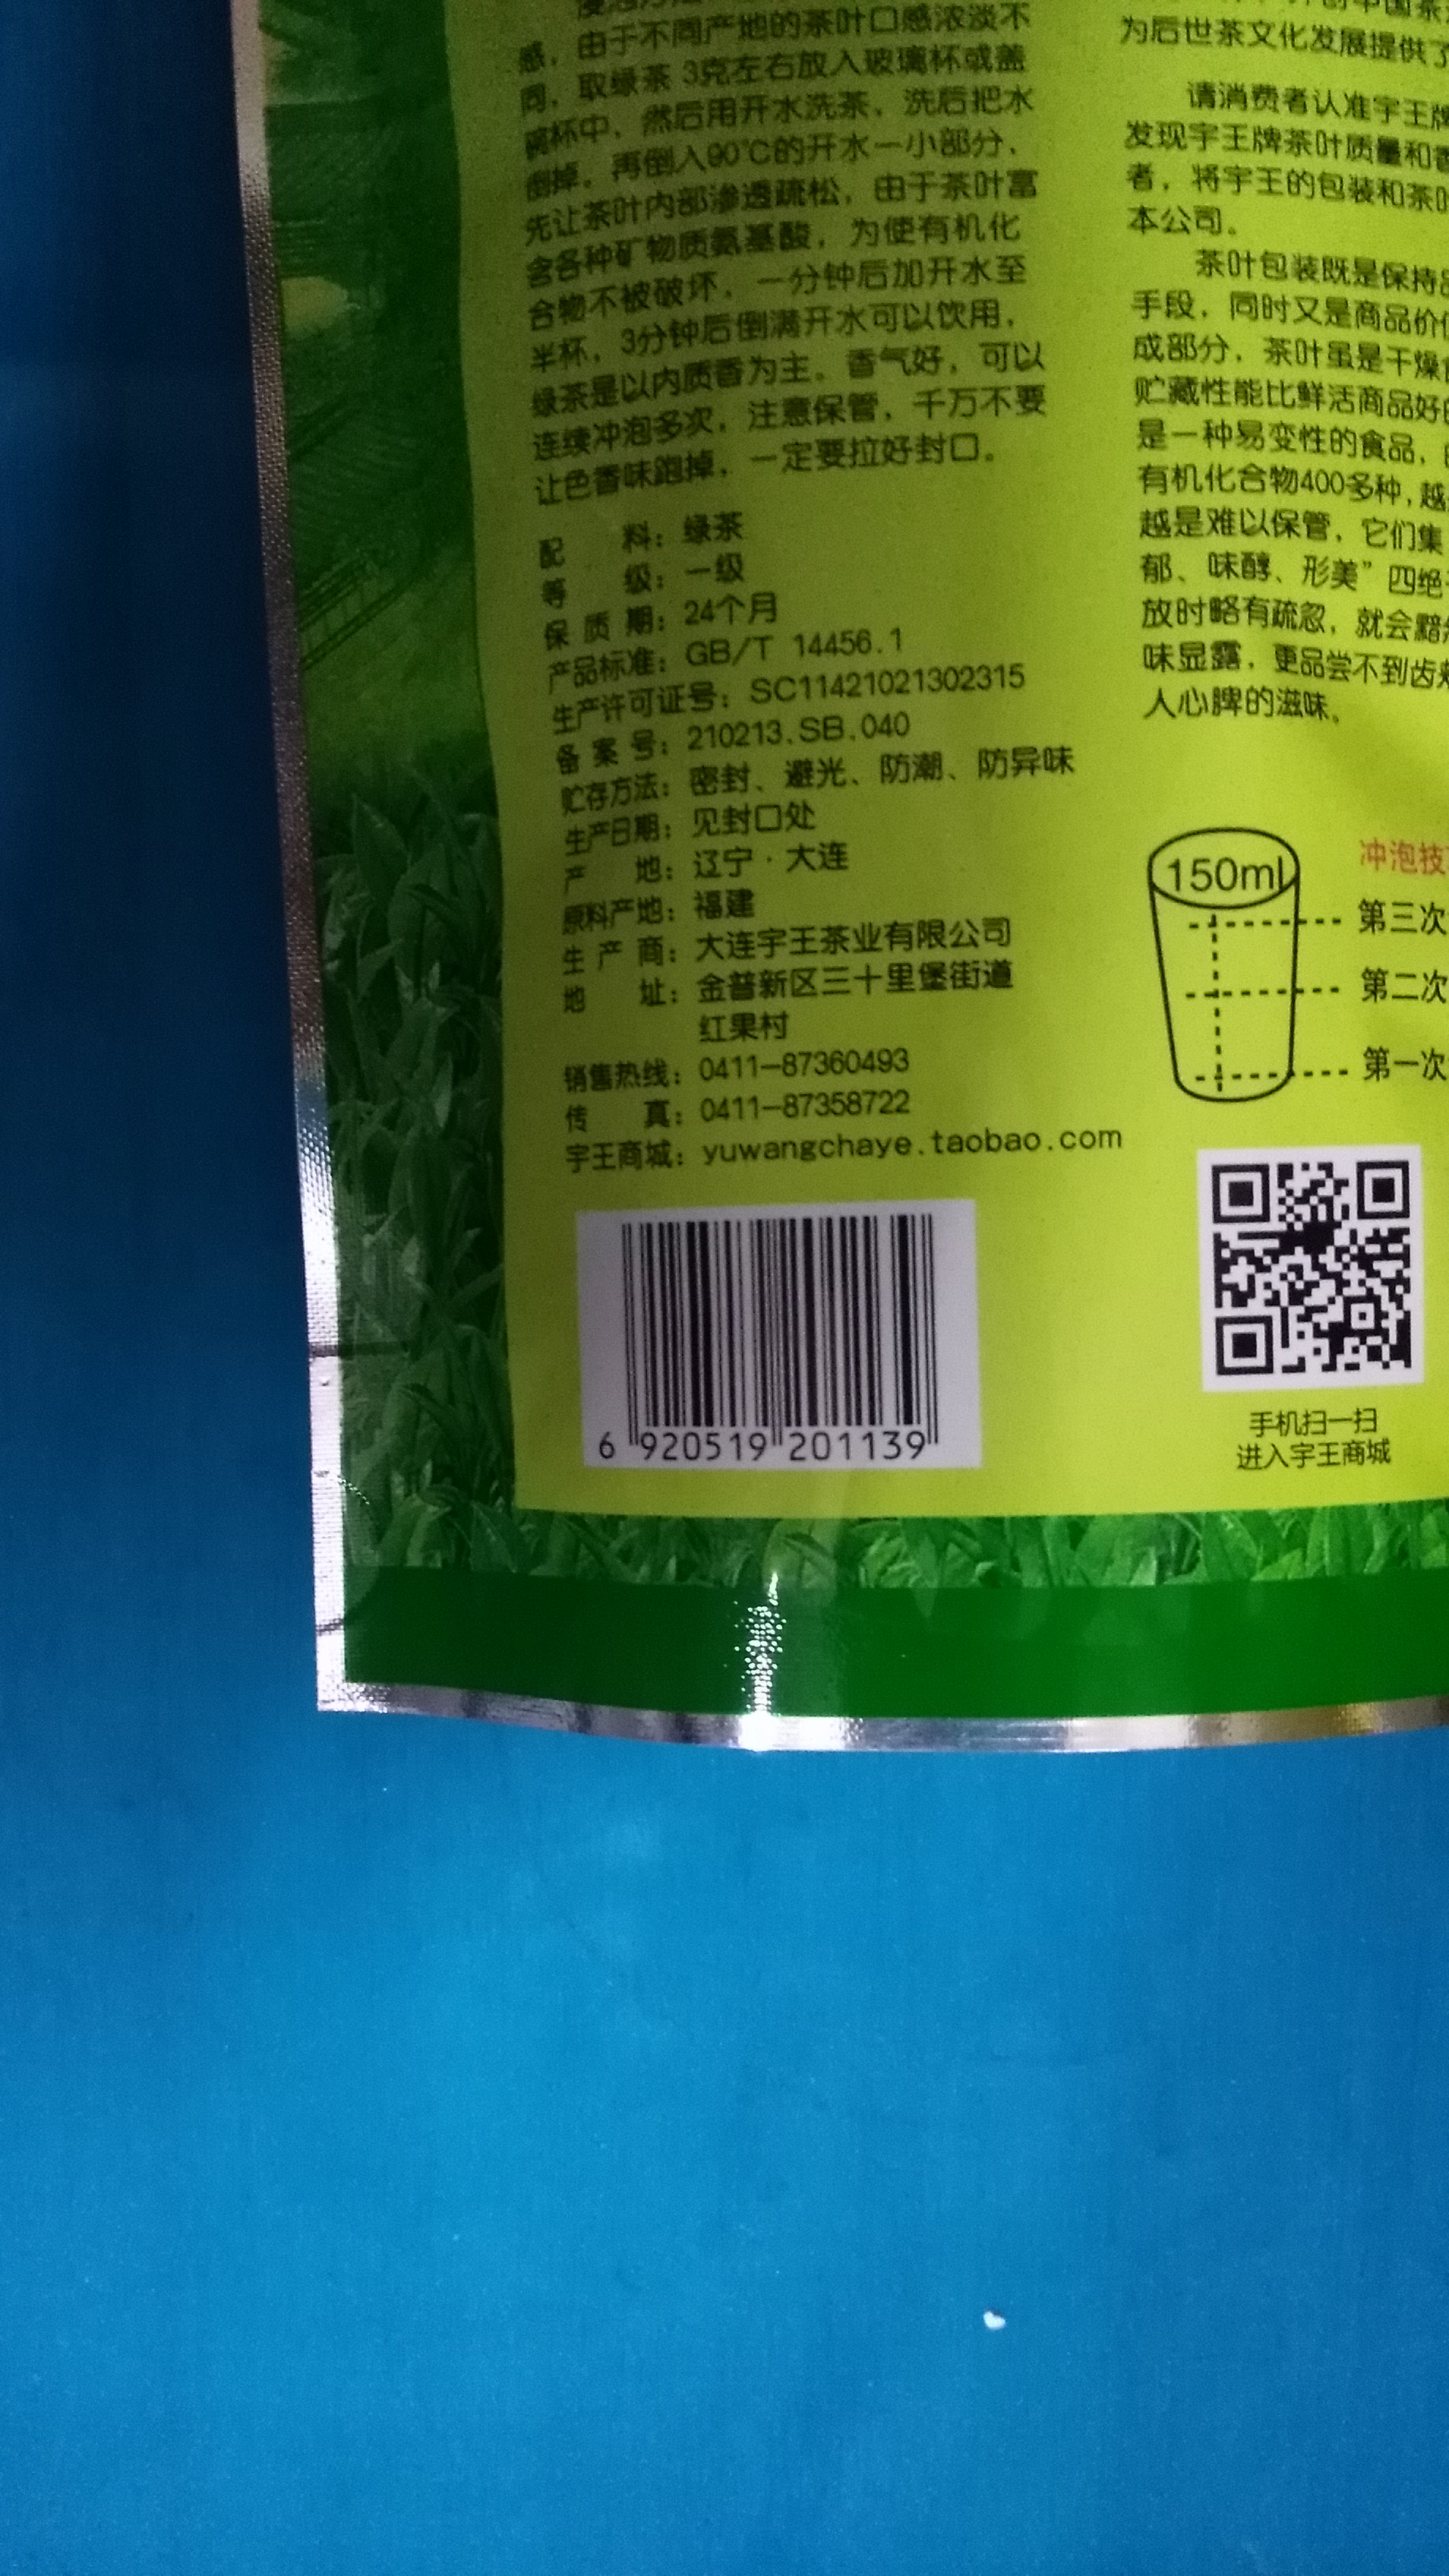 感，由于不同产地的茶叶口感浓淡不
同，取绿茶 3克左右放入玻璃杯或盖
碗杯中，然后用开水洗茶，洗后把水
倒掉，再倒入90℃的开水一小部分，
先让茶叶内部渗透疏松，由于茶叶富
含各种矿物质氨基酸，为使有机化
合物不被破坏，一分钟后加开水至
半杯，3分钟后倒满开水可以饮用，
绿茶是以内质香为主。香气好，可以
连续冲泡多次，注意保管，千万不要
让色香味跑掉，一定要拉好封口。
配 料：绿茶
等 级：一级
保 质 期：24个月
产品标准：GB/T 14456.1
生产许可证号：SC11421021302315
备 案 号：210213.SB.040
贮存方法：密封、避光、防潮、防异味
生产日期：见封口处
产 地：辽宁·大连
原料产地：福建
生 产 商：大连宇王茶业有限公司
地 址：金普新区三十里堡街道
红果村
销售热线：0411—87360493
传 真：0411—87358722
宇王商城：yuwangchaye.taobao.com
6 920519 201139
为后世茶文化发展提供了
请消费者认准宇王牌
发现宇王牌茶叶质量和
者，将宇王的包装和茶叶
本公司。
茶叶包装既是保持
手段，同时又是商品价
成部分，茶叶虽是干燥
贮藏性能比鲜活商品好
是一种易变性的食品，
有机化合物400多种，越
越是难以保管，它们集
郁、味醇、形美”四绝
放时略有疏忽，就会黯
味显露，更品尝不到齿
人心脾的滋味。
150ml
冲泡技
第三次
第二次
第一次
手机扫一扫
进入宇王商城